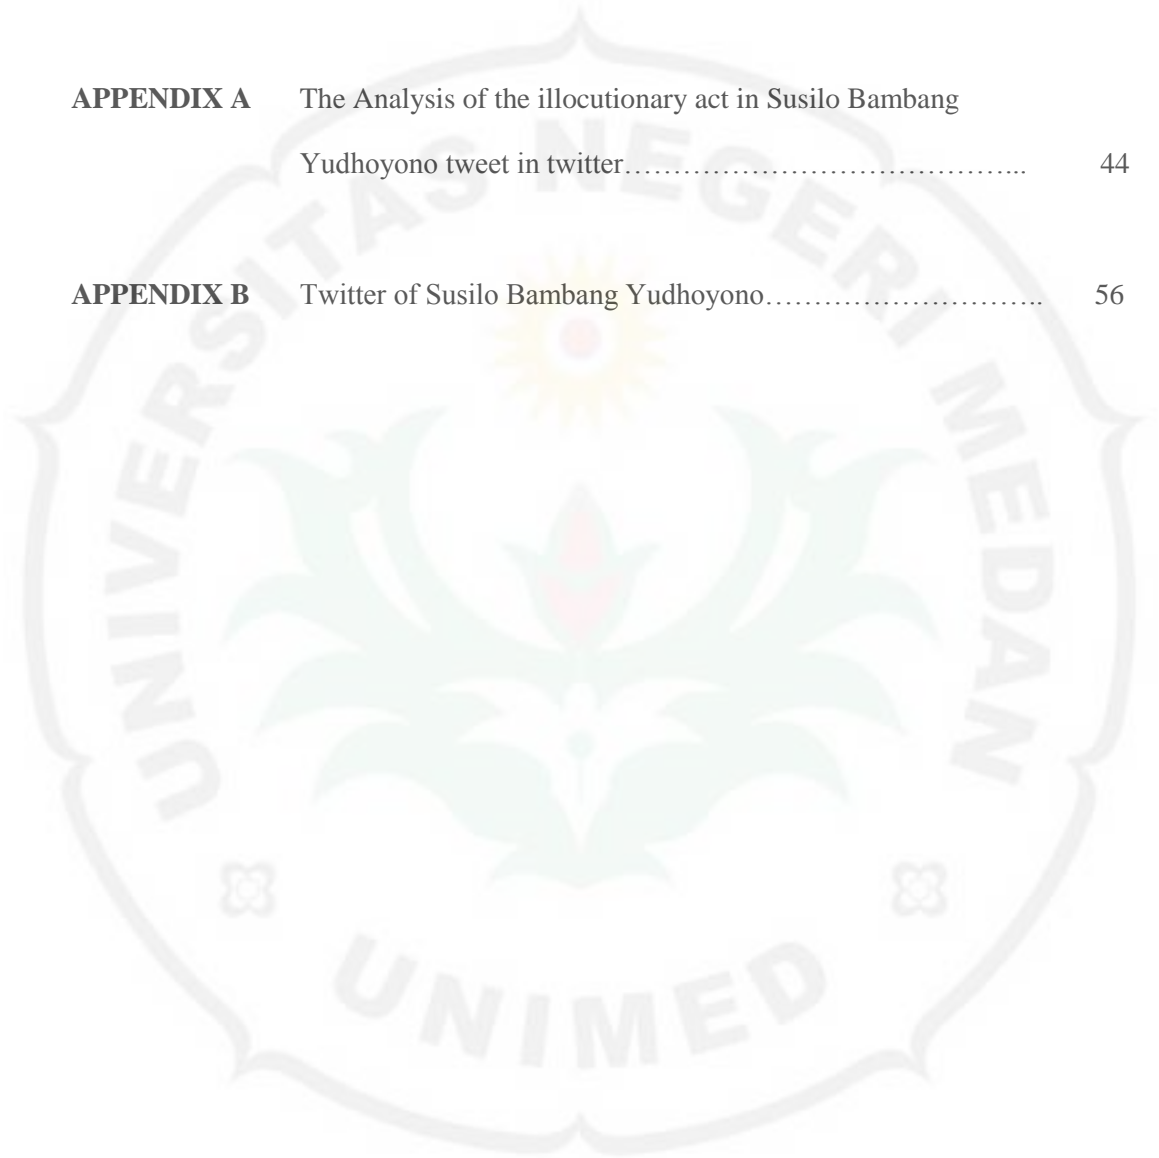 APPENDIX A The Analysis of the illocutionary act in Susilo Bambang
Yudhoyono tweet in twitter…………………………………... 44
APPENDIX B Twitter of Susilo Bambang Yudhoyono……………………….. 56
UNIVERSITAS NEGERI MEDAN
UNIMED